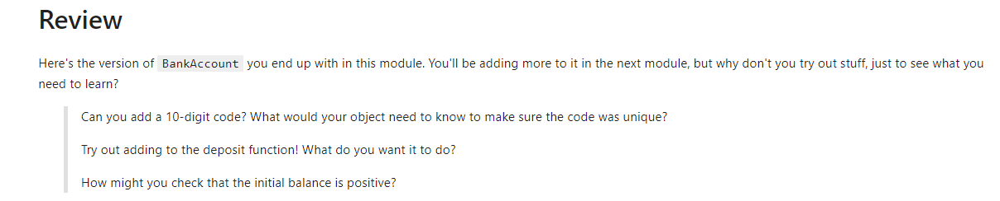 Review
Here's the version of BankAccount you end up with in this module. You'll be adding more to it in the next module, but why don't you try out stuff, just to see what you
need to learn?
Can you add a 10-digit code? What would your object need to know to make sure the code was unique?
Try out adding to the deposit function! What do you want it to do?
How might you check that the initial balance is positive?